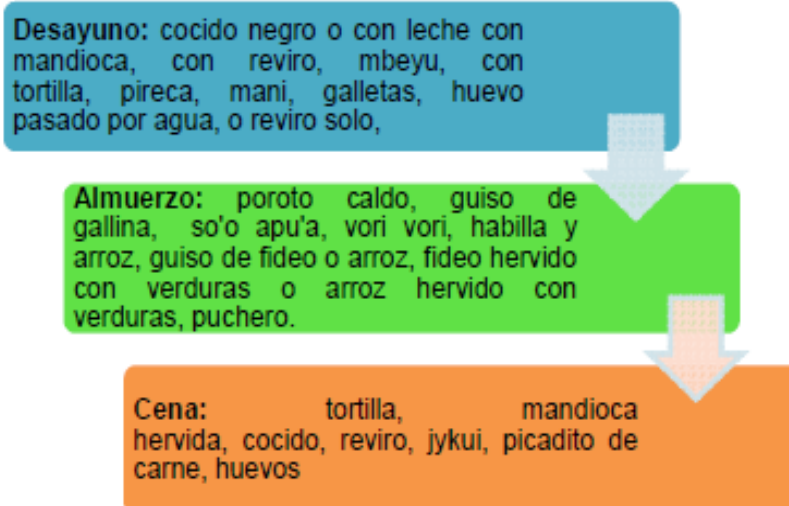 Desayuno: cocido negro o con leche con
mandioca, con reviro, mbeyu, con
tortilla, pireca, mani, galletas, huevo
pasado por agua, o reviro solo,
Almuerzo: poroto caldo, guiso de
gallina, so'o apu'a, vori vori, habilla y
arroz, guiso de fideo o arroz, fideo hervido
con verduras o arroz hervido con
verduras, puchero.
Cena: tortilla, mandioca
hervida, cocido, reviro, jykui, picadito de
carne, huevos